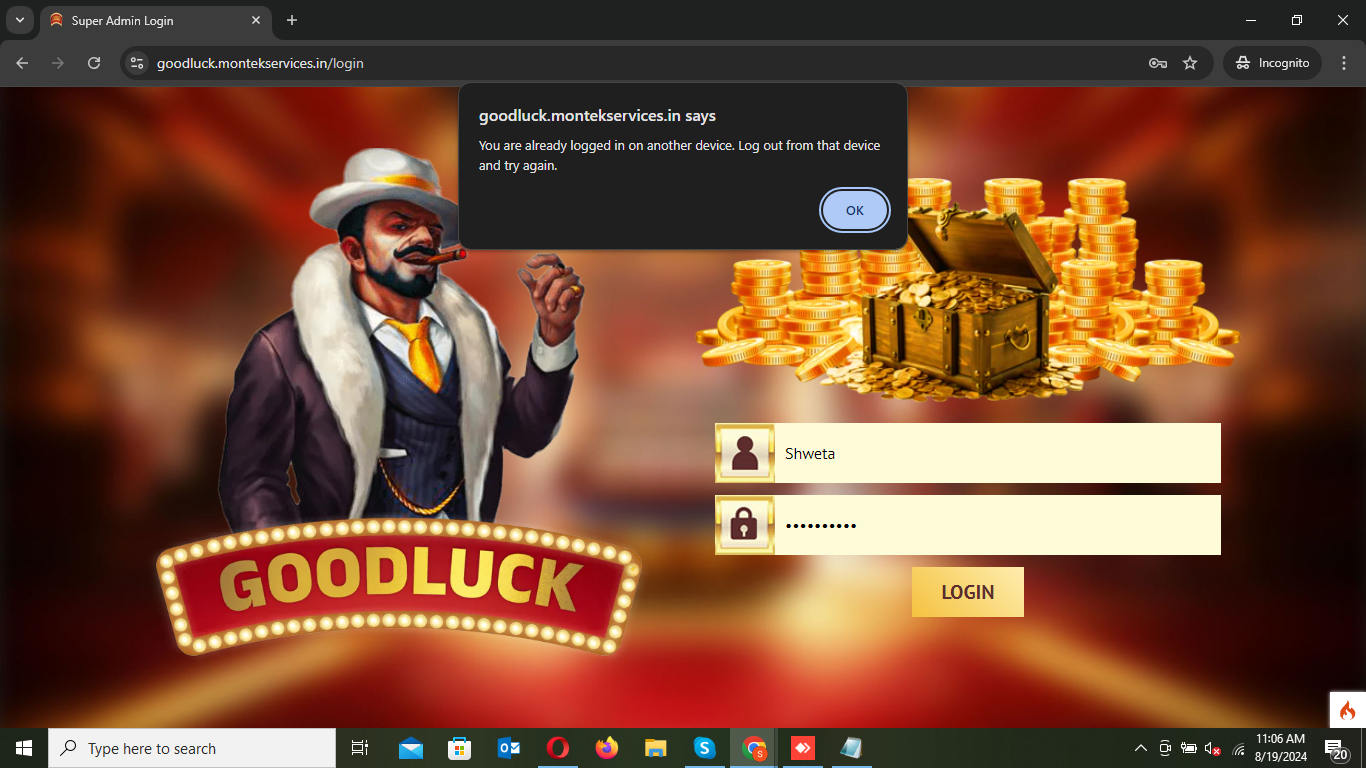 Super Admin Login
goodluck.montekservices.in/login
Incognito
goodluck.montekservices.in says
You are already logged in on another device. Log out from that device
and try again.
OK
Shweta
••••••••••
LOGIN
GOODLUCK
Type here to search
S
11:06 AM
8/19/2024
20